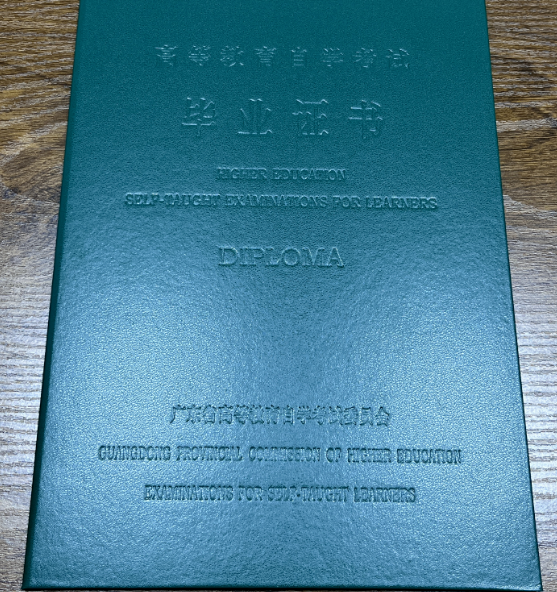 高等教育自学考试
毕业证书
HIGHER EDUCATION
SELF-TAUGHT EXAMINATIONS FOR LEARNERS
DIPLOMA
广东省高等教育自学考试委员会
GUANGDONG PROVINCIAL COMMISSION OF HIGHER EDUCATION
EXAMINATIONS FOR SELF-TAUGHT LEARNERS